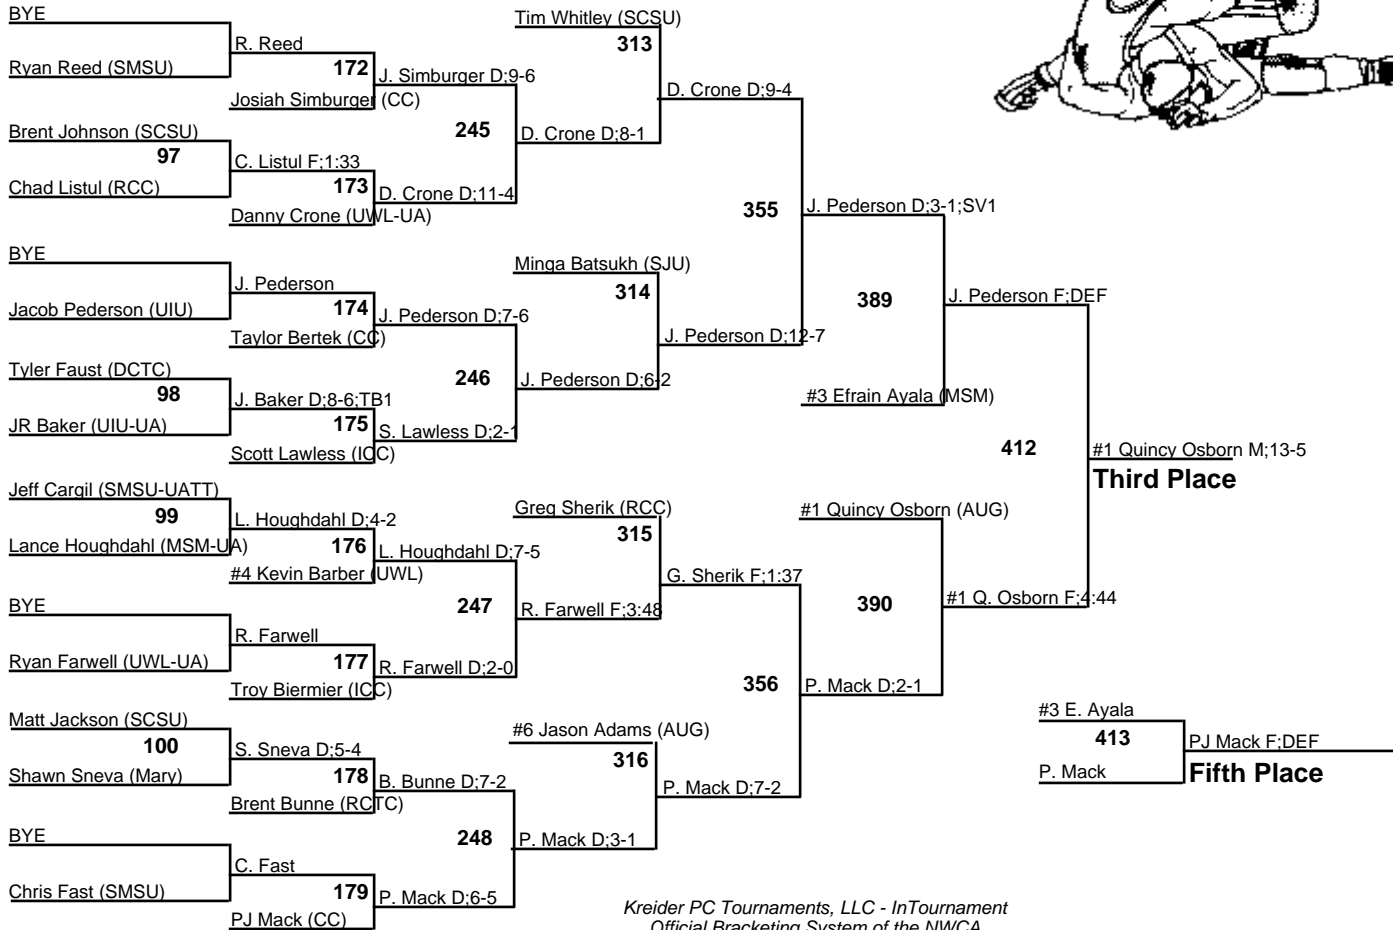 BYE
Tim Whitley (SCSU)
R. Reed
313
Ryan Reed (SMSU)
172
J. Simburger D;9-6
Josiah Simburger (CC)
D. Crone D;9-4
Brent Johnson (SCSU)
245
D. Crone D;8-1
97
C. Listul F;1:33
Chad Listul (RCC)
173
D. Crone D;11-4
Danny Crone (UWL-UA)
355
J. Pederson D;3-1;SV1
BYE
Minga Batsukh (SJU)
J. Pederson
314
389
J. Pederson F;DEF
Jacob Pederson (UIU)
174
J. Pederson D;7-6
Taylor Bertek (CC)
J. Pederson D;12-7
Tyler Faust (DCTC)
246
J. Pederson D;6-2
98
J. Baker D;8-6;TB1
#3 Efrain Ayala (MSM)
JR Baker (UIU-UA)
175
S. Lawless D;2-1
Scott Lawless (ICC)
412
#1 Quincy Osborn M;13-5
Third Place
Jeff Cargil (SMSU-UATT)
Greg Sherik (RCC)
#1 Quincy Osborn (AUG)
99
L. Houghdahl D;4-2
315
Lance Houghdahl (MSM-UA)
176
L. Houghdahl D;7-5
#4 Kevin Barber (UWL)
G. Sherik F;1:37
BYE
247
R. Farwell F;3:48
390
#1 Q. Osborn F;4:44
R. Farwell
Ryan Farwell (UWL-UA)
177
R. Farwell D;2-0
Troy Biermier (ICC)
356
P. Mack D;2-1
Matt Jackson (SCSU)
#6 Jason Adams (AUG)
#3 E. Ayala
100
S. Sneva D;5-4
316
413
PJ Mack F;DEF
Shawn Sneva (Mary)
178
B. Bunne D;7-2
P. Mack D;7-2
P. Mack
Fifth Place
Brent Bunne (RCTC)
BYE
248
P. Mack D;3-1
C. Fast
Chris Fast (SMSU)
179
P. Mack D;6-5
PJ Mack (CC)
Kreider PC Tournaments, LLC - InTournament
Official Bracketing System of the NWCA